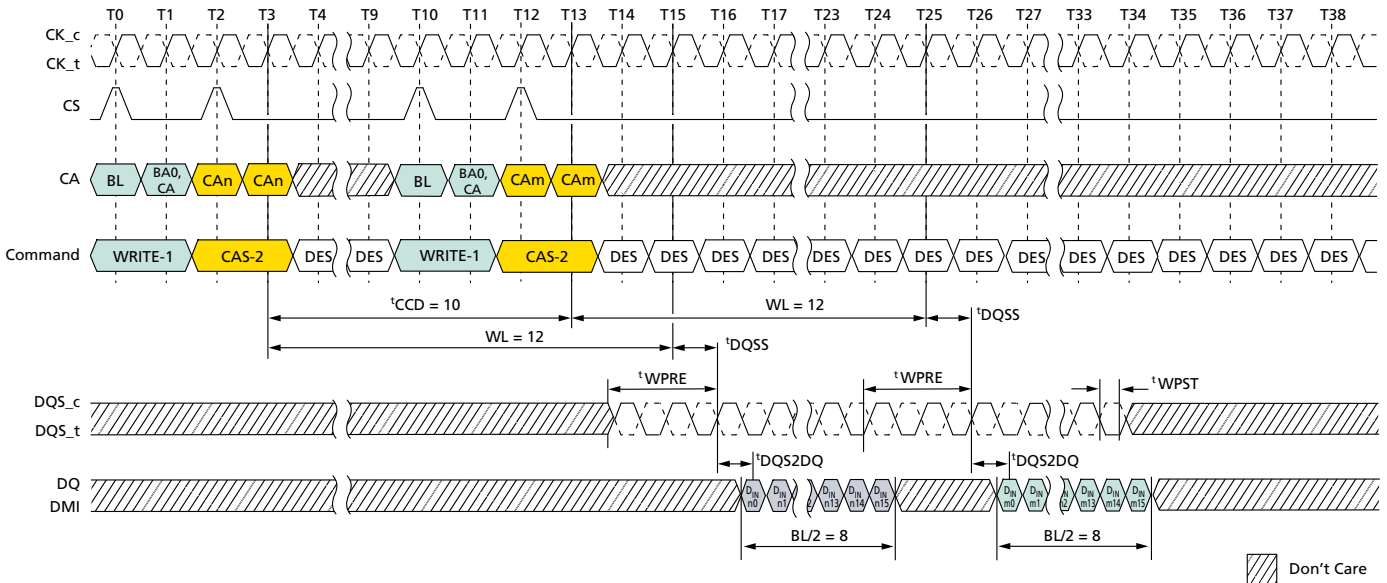 T0 T1 T2 T3 T4 T9 T10 T11 T12 T13 T14 T15 T16 T17 T23 T24 T25 T26 T27 T33 T34 T35 T36 T37 T38
CK_c
CK_t
CS
CA BL BA0, CA CAn CAn BL BA0, CA CAm CAm
Command WRITE-1 CAS-2 DES DES WRITE-1 CAS-2 DES DES DES DES DES DES DES DES DES DES DES DES DES DES DES
tCCD = 10 WL = 12 tDQSS
WL = 12 tDQSS
tWPRE tWPRE tWPST
DQS_c
DQS_t
tDQS2DQ tDQS2DQ
DQ
DMI
DIN n0 DIN n1 DIN n13 DIN n14 DIN n15 DIN m0 DIN m1 DIN m13 DIN m14 DIN m15
BL/2 = 8 BL/2 = 8
Don't Care